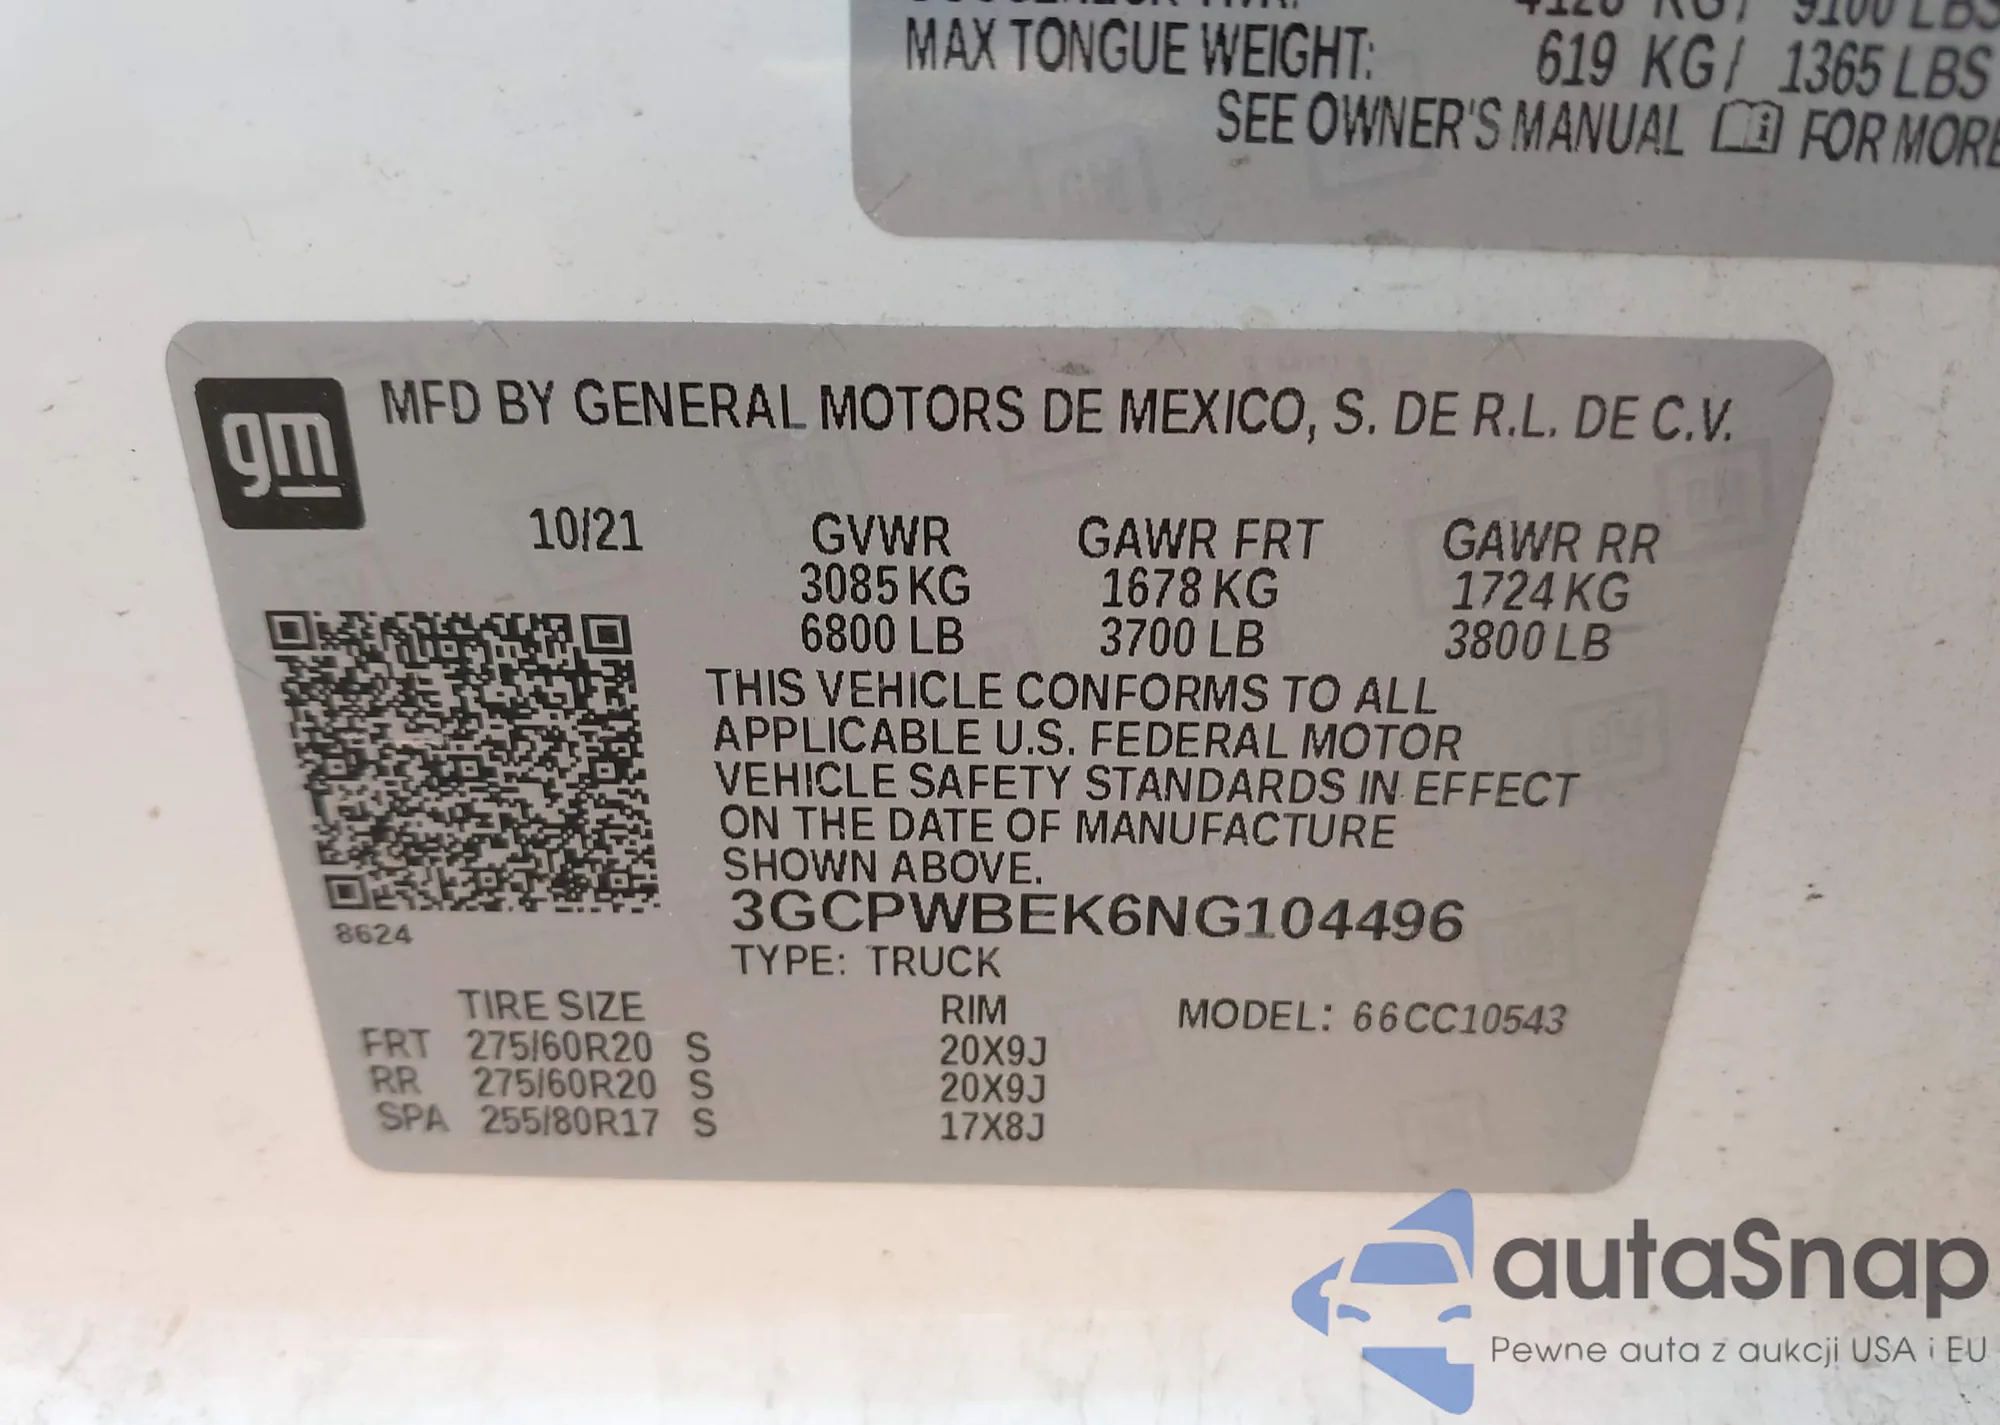 4128 KG/ 9100 LBS
MAX TONGUE WEIGHT: 619 KG/ 1365 LBS
SEE OWNER'S MANUAL FOR MORE
gm
MFD BY GENERAL MOTORS DE MEXICO, S. DE R.L. DE C.V.
10/21 GVWR GAWR FRT GAWR RR
3085 KG 1678 KG 1724 KG
6800 LB 3700 LB 3800 LB
THIS VEHICLE CONFORMS TO ALL
APPLICABLE U.S. FEDERAL MOTOR
VEHICLE SAFETY STANDARDS IN EFFECT
ON THE DATE OF MANUFACTURE
SHOWN ABOVE.
3GCPWBEK6NG104496
8624
TYPE: TRUCK
TIRE SIZE RIM MODEL: 66CC10543
FRT 275/60R20 S 20X9J
RR 275/60R20 S 20X9J
SPA 255/80R17 S 17X8J
autaSnap
Pewne auta z aukcji USA i EU